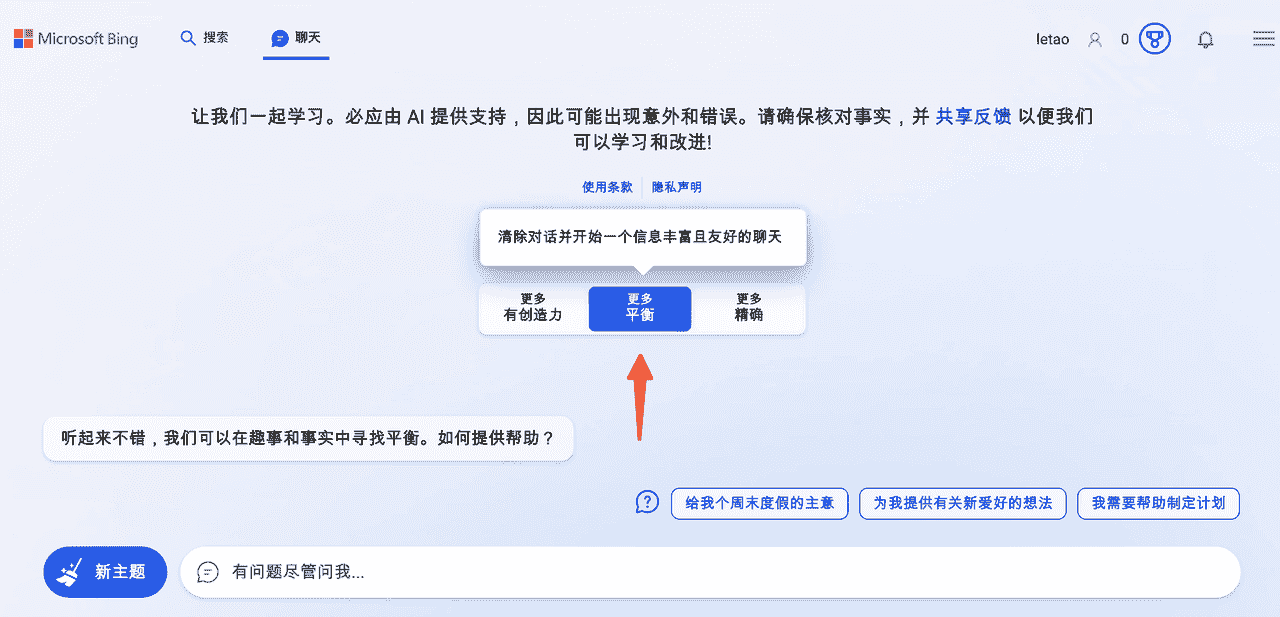 Microsoft Bing
搜索
聊天
letao
0
让我们一起学习。必应由 AI 提供支持，因此可能出现意外和错误。请确保核对事实，并 共享反馈 以便我们
可以学习和改进!
使用条款
隐私声明
清除对话并开始一个信息丰富且友好的聊天
更多
有创造力
更多
平衡
更多
精确
听起来不错，我们可以在趣事和事实中寻找平衡。如何提供帮助？
给我个周末度假的主意
为我提供有关新爱好的想法
我需要帮助制定计划
新主题
有问题尽管问我...